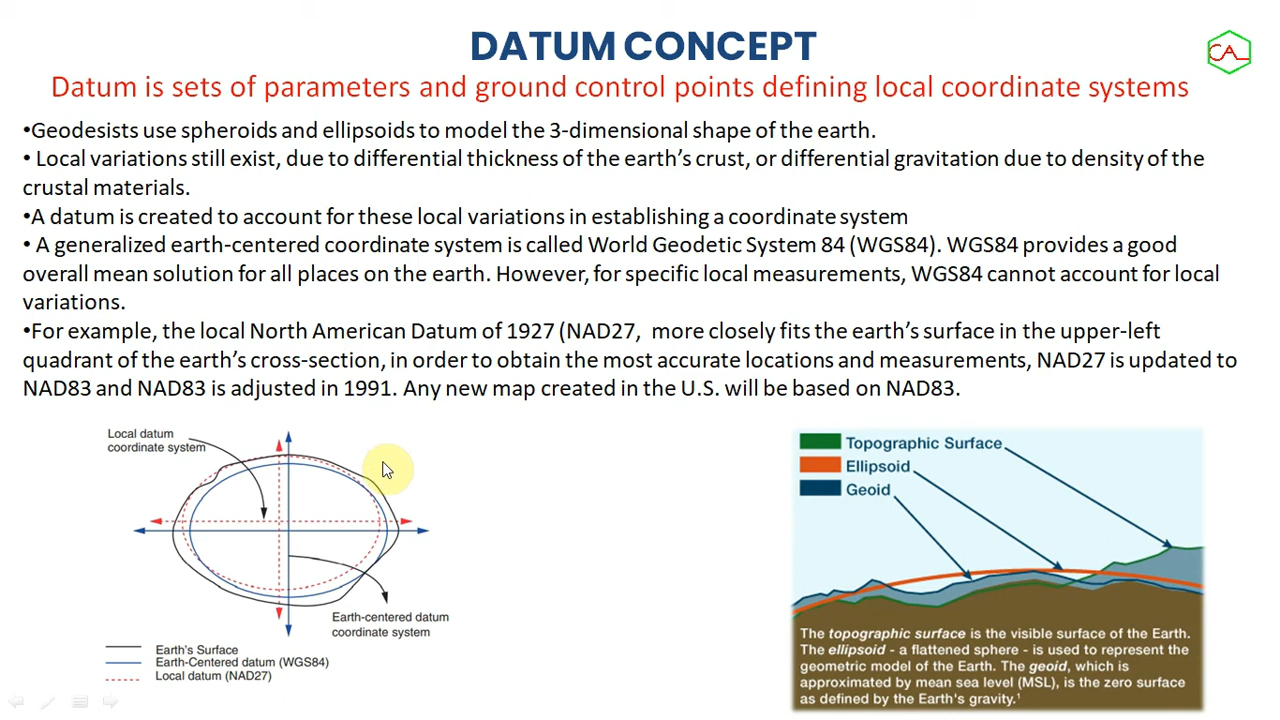 DATUM CONCEPT
CA
Datum is sets of parameters and ground control points defining local coordinate systems
•Geodesists use spheroids and ellipsoids to model the 3-dimensional shape of the earth.
• Local variations still exist, due to differential thickness of the earth's crust, or differential gravitation due to density of the
crustal materials.
•A datum is created to account for these local variations in establishing a coordinate system
• A generalized earth-centered coordinate system is called World Geodetic System 84 (WGS84). WGS84 provides a good
overall mean solution for all places on the earth. However, for specific local measurements, WGS84 cannot account for local
variations.
•For example, the local North American Datum of 1927 (NAD27, more closely fits the earth's surface in the upper-left
quadrant of the earth's cross-section, in order to obtain the most accurate locations and measurements, NAD27 is updated to
NAD83 and NAD83 is adjusted in 1991. Any new map created in the U.S. will be based on NAD83.
Local datum
coordinate system
Earth-centered datum
coordinate system
Earth's Surface
Earth-Centered datum (WGS84)
Local datum (NAD27)
Topographic Surface
Ellipsoid
Geoid
The topographic surface is the visible surface of the Earth.
The ellipsoid - a flattened sphere - is used to represent the
geometric model of the Earth. The geoid, which is
approximated by mean sea level (MSL), is the zero surface
as defined by the Earth's gravity.¹